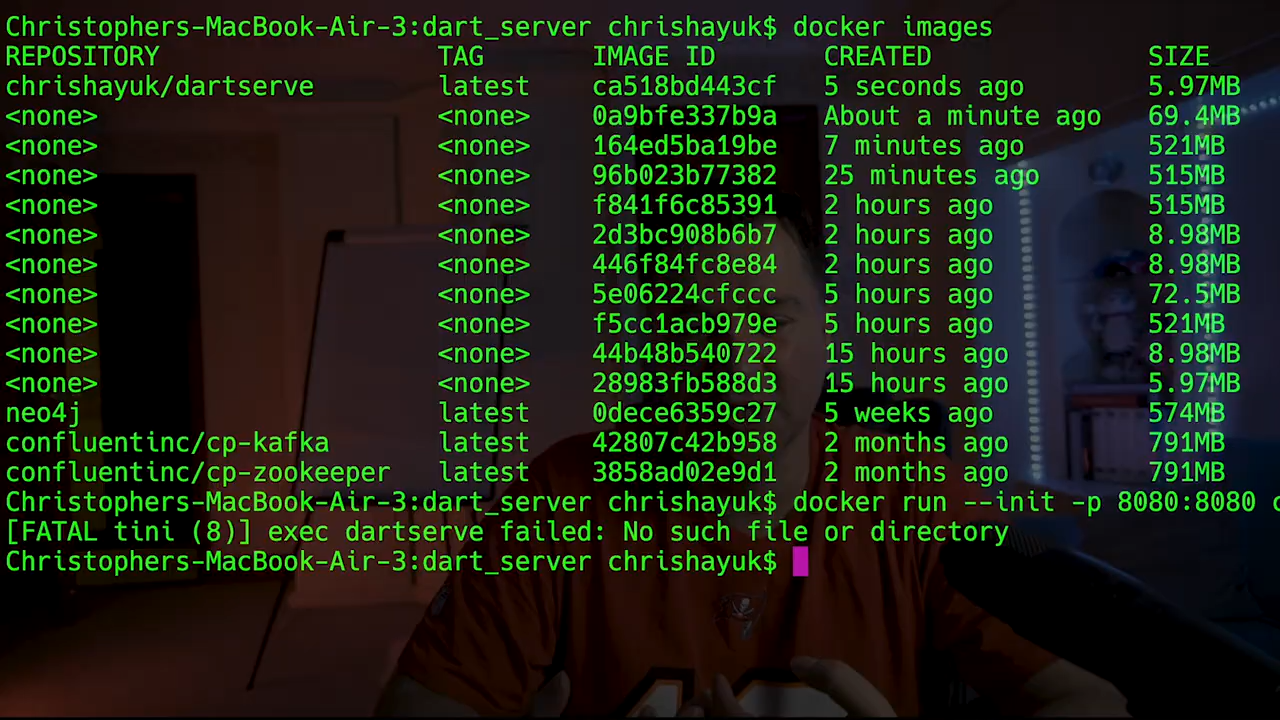 Christophers-MacBook-Air-3:dart_server chrishayuk$ docker images
REPOSITORY TAG IMAGE ID CREATED SIZE
chrishayuk/dartserve latest ca518bd443cf 5 seconds ago 5.97MB
<none> <none> 0a9bfe337b9a About a minute ago 69.4MB
<none> <none> 164ed5ba19be 7 minutes ago 521MB
<none> <none> 96b023b77382 25 minutes ago 515MB
<none> <none> f841f6c85391 2 hours ago 515MB
<none> <none> 2d3bc908b6b7 2 hours ago 8.98MB
<none> <none> 446f84fc8e84 2 hours ago 8.98MB
<none> <none> 5e06224cfccc 5 hours ago 72.5MB
<none> <none> f5cc1acb979e 5 hours ago 521MB
<none> <none> 44b48b540722 15 hours ago 8.98MB
<none> <none> 28983fb588d3 15 hours ago 5.97MB
neo4j latest 0dece6359c27 5 weeks ago 574MB
confluentinc/cp-kafka latest 42807c42b958 2 months ago 791MB
confluentinc/cp-zookeeper latest 3858ad02e9d1 2 months ago 791MB
Christophers-MacBook-Air-3:dart_server chrishayuk$ docker run --init -p 8080:8080
[FATAL tini (8)] exec dartserve failed: No such file or directory
Christophers-MacBook-Air-3:dart_server chrishayuk$